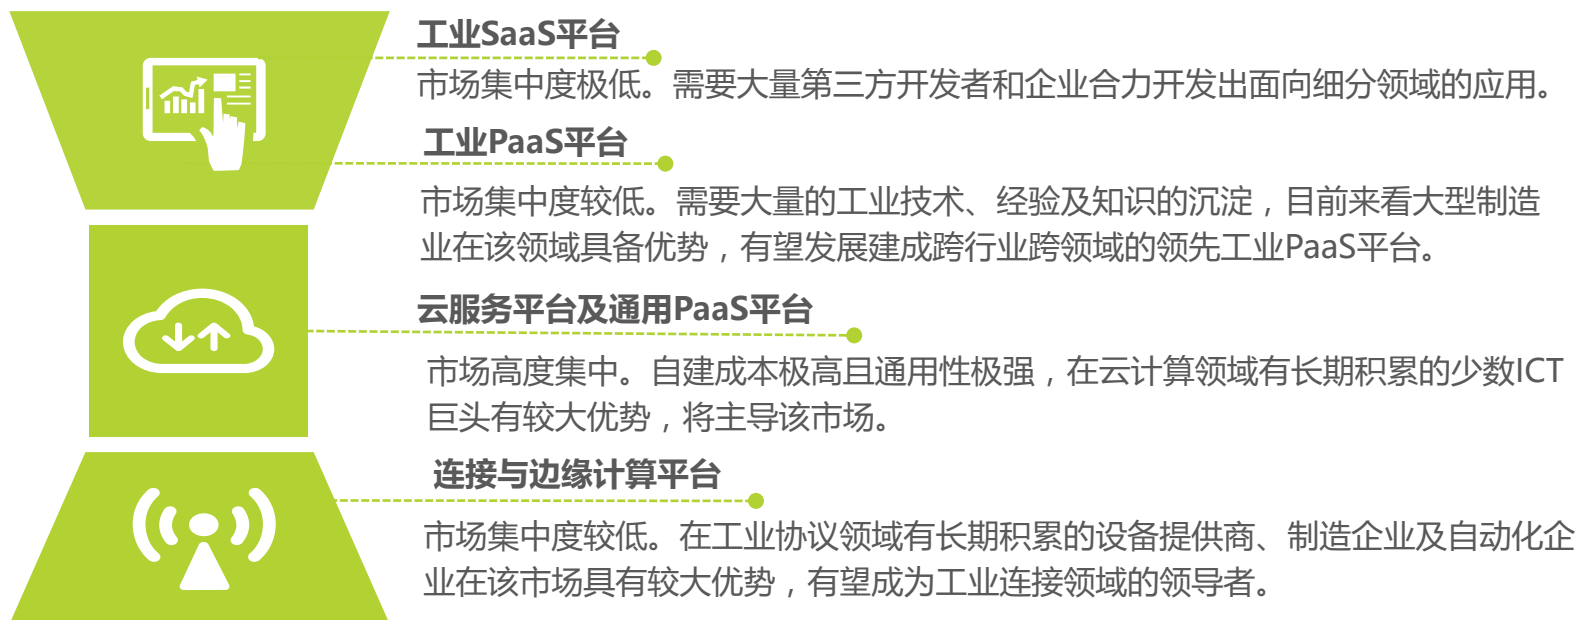 工业SaaS平台
市场集中度极低。需要大量第三方开发者和企业合力开发出面向细分领域的应用。
工业PaaS平台
市场集中度较低。需要大量的工业技术、经验及知识的沉淀，目前来看大型制造
业在该领域具备优势，有望发展建成跨行业跨领域的领先工业PaaS平台。
云服务平台及通用PaaS平台
市场高度集中。自建成本极高且通用性极强，在云计算领域有长期积累的少数ICT
巨头有较大优势，将主导该市场。
连接与边缘计算平台
市场集中度较低。在工业协议领域有长期积累的设备提供商、制造企业及自动化企
业在该市场具有较大优势，有望成为工业连接领域的领导者。